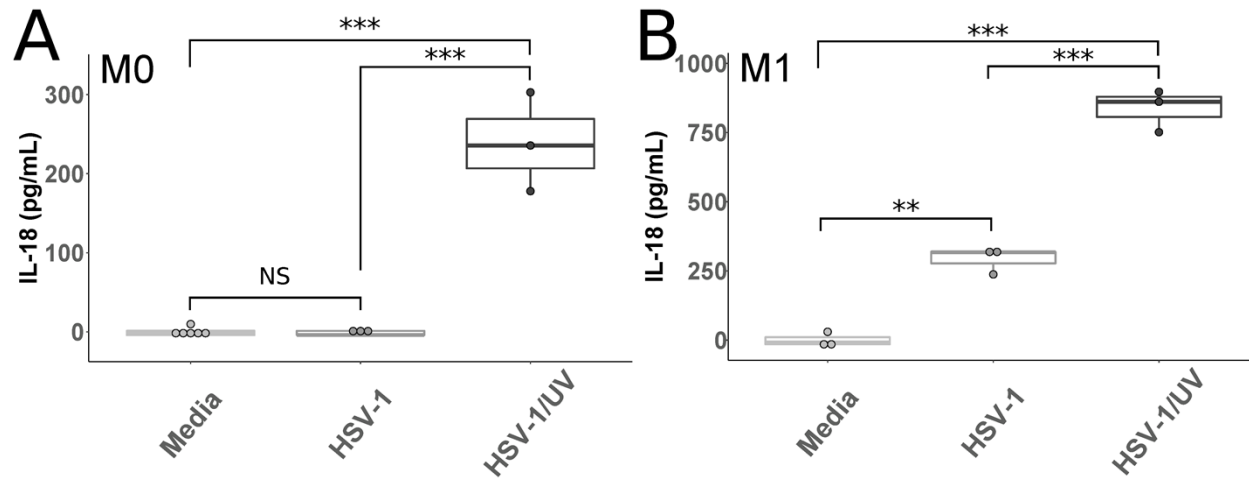 A
M0
***
***
NS
IL-18 (pg/mL)
300
200
100
0
Media
HSV-1
HSV-1/UV
B
M1
***
***
**
IL-18 (pg/mL)
1000
750
500
250
0
Media
HSV-1
HSV-1/UV